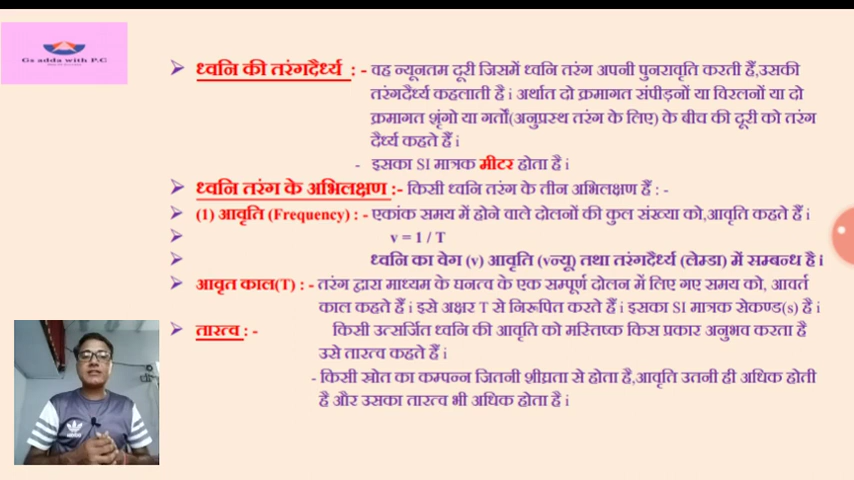 Gs adda with P.C
ध्वनि की तरंगदैर्ध्य : - वह न्यूनतम दूरी जिसमें ध्वनि तरंग अपनी पुनरावृति करती हैं,उसकी
तरंगदैर्ध्य कहलाती है i अर्थात दो क्रमागत संपीड़नों या विरलनों या दो
क्रमागत श्रृंगो या गर्तों(अनुप्रस्थ तरंग के लिए) के बीच की दूरी को तरंग
दैर्ध्य कहते हैं i
- इसका SI मात्रक मीटर होता है i
ध्वनि तरंग के अभिलक्षण :- किसी ध्वनि तरंग के तीन अभिलक्षण हैं : -
(1) आवृति (Frequency) : - एकांक समय में होने वाले दोलनों की कुल संख्या को,आवृति कहते हैं i
v = 1 / T
ध्वनि का वेग (v) आवृति (vन्यू) तथा तरंगदैर्ध्य (लेम्डा) में सम्बन्ध है i
आवृत काल(T) : - तरंग द्वारा माध्यम के घनत्व के एक सम्पूर्ण दोलन में लिए गए समय को, आवर्त
काल कहते हैं i इसे अक्षर T से निरूपित करते हैं i इसका SI मात्रक सेकण्ड(s) है i
तारत्व : - किसी उत्सर्जित ध्वनि की आवृति को मस्तिष्क किस प्रकार अनुभव करता है
उसे तारत्व कहते हैं i
- किसी स्रोत का कम्पन्न जितनी शीघ्रता से होता है,आवृति उतनी ही अधिक होती
है और उसका तारत्व भी अधिक होता है i